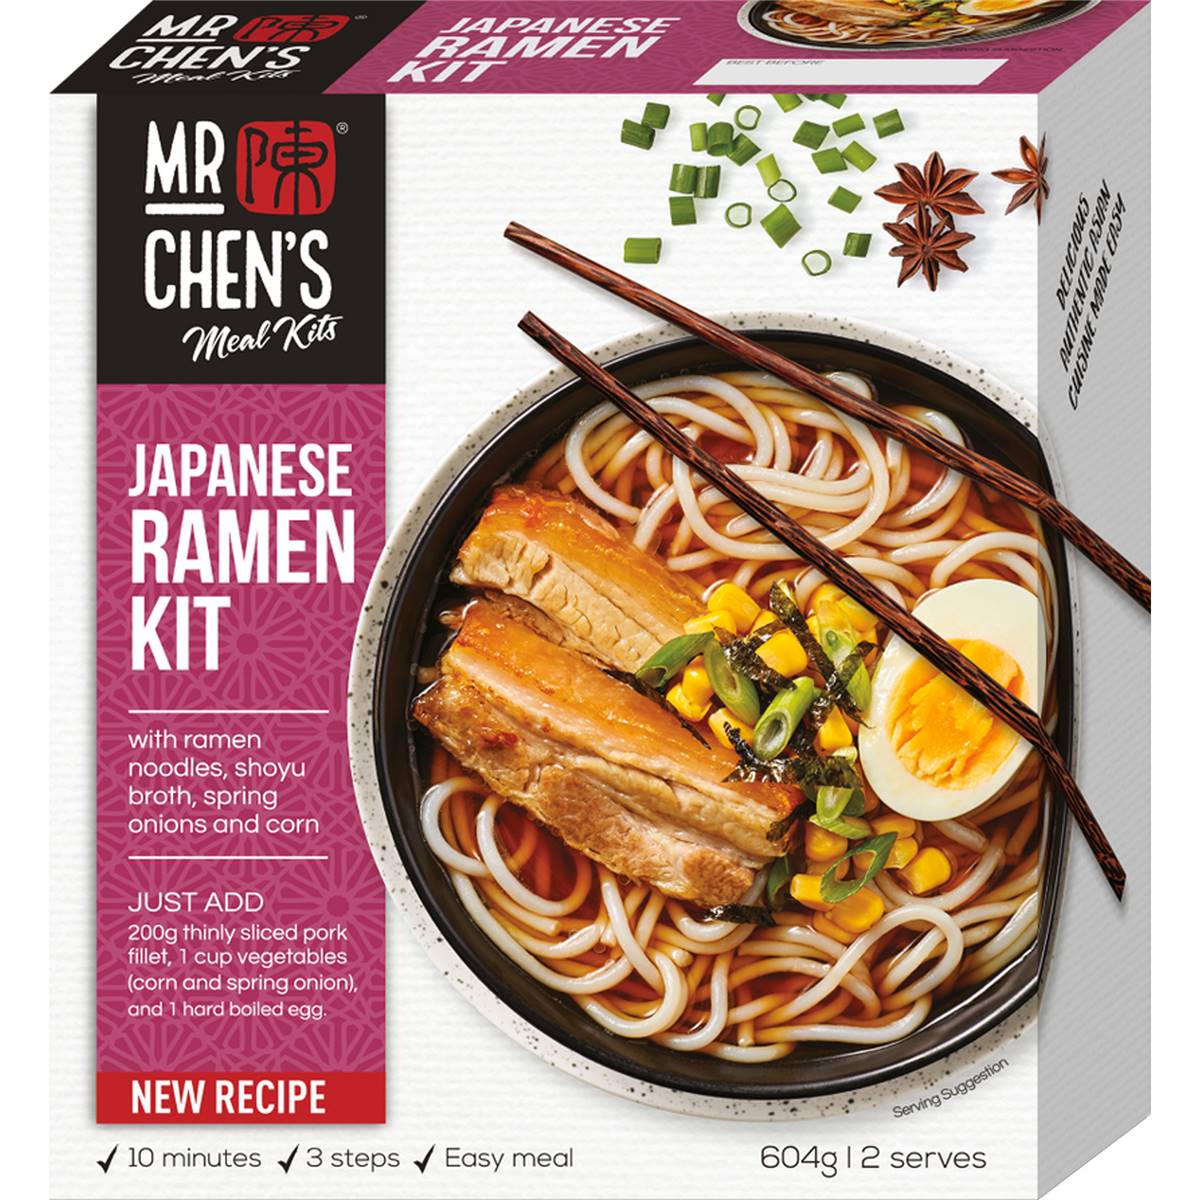 MR 陳®
CHEN'S
Meal Kits
JAPANESE
RAMEN
KIT
BEST BEFORE
SERVING SUGGESTION
MR 陳®
CHEN'S
Meal Kits
JAPANESE
RAMEN
KIT
with ramen
noodles, shoyu
broth, spring
onions and corn
JUST ADD
200g thinly sliced pork
fillet, 1 cup vegetables
(corn and spring onion),
and 1 hard boiled egg.
NEW RECIPE
✓ 10 minutes ✓ 3 steps ✓ Easy meal
604g | 2 serves
Serving Suggestion
DELICIOUS
AUTHENTIC ASIAN
CUISINE MADE EASY